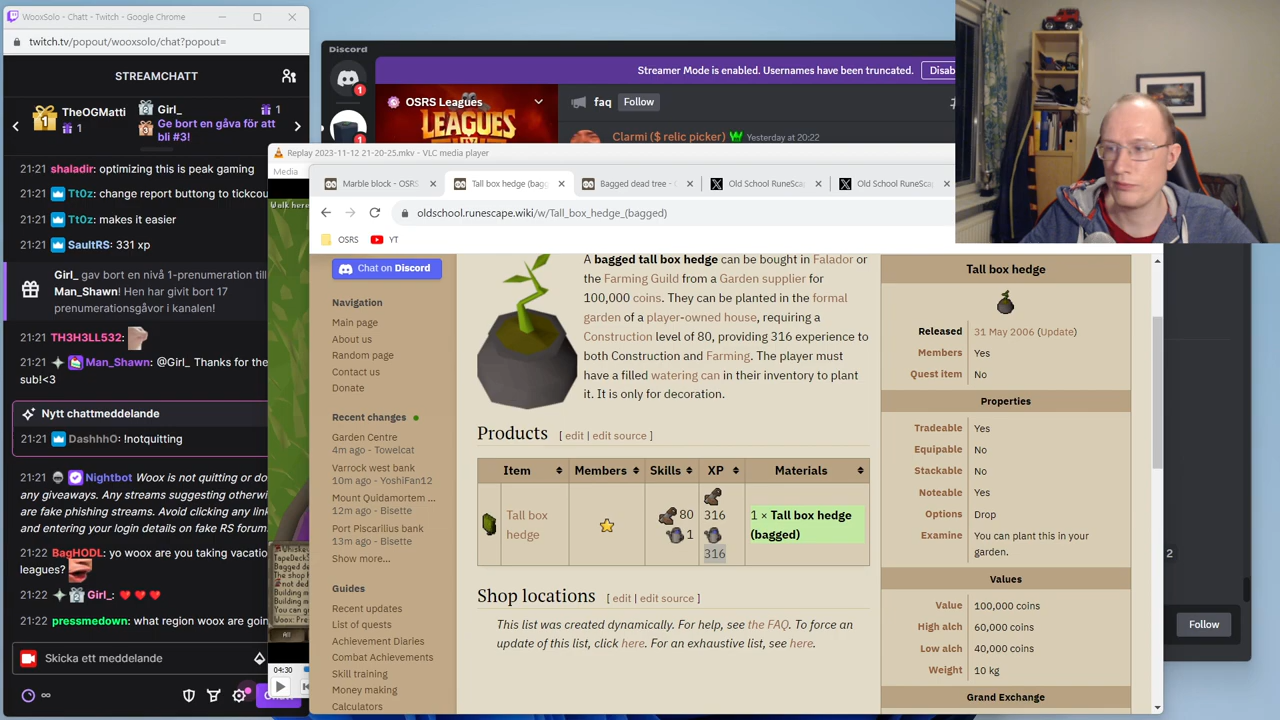 WooxSolo - Chatt - Twitch - Google Chrome
twitch.tv/popout/wooxsolo/chat?popout=
STREAMCHATT
TheOGMatti
1
2
Girl_
1
3
Ge bort en gåva för att bli #3!
shaladir: optimizing this is peak gaming
21:21 Tt0z: change report buttons to tickcou
21:21 Tt0z: makes it easier
21:21 SaultRS: 331 xp
Girl_ gav bort en nivå 1-prenumeration till
Man_Shawn! Hen har givit bort 17
prenumerationsgåvor i kanalen!
21:21 TH3H3LL532:
21:21 Man_Shawn: @Girl_ Thanks for the
sub!<3
Nytt chattmeddelande
21:21 DashhO: !notquitting
21:21 Nightbot: Woox is not quitting or do
any giveaways. Any streams suggesting otherwi
are fake phishing streams. Avoid clicking any lin
and entering your login details on fake RS forum
21:22 BagHODL: yo woox are you taking vacatio
leagues?
21:22 Girl_:
21:22 pressmedown: what region woox are goin
Skicka ett meddelande
Discord
Streamer Mode is enabled. Usernames have been truncated.
Disab
OSRS Leagues
LEAGUES
faq
Follow
Clarmi ($ relic picker)
Yesterday at 20:22
Replay 2023-11-12 21-20-25.mkv - VLC media player
Media
Walk here
04:30
All
Marble block - OSRS
Tall box hedge (bagg
Bagged dead tree - C
Old School RuneSca
Old School RuneSca
oldschool.runescape.wiki/w/Tall_box_hedge_(bagged)
OSRS
YT
Chat on Discord
Navigation
Main page
About us
Random page
Contact us
Donate
Recent changes
Garden Centre
4m ago - Towelcat
Varrock west bank
10m ago - YoshiFan12
Mount Quidamortem ...
12m ago - Bisette
Port Piscarilius bank
13m ago - Bisette
Show more...
Guides
Recent updates
List of quests
Achievement Diaries
Combat Achievements
Skill training
Money making
Calculators
A bagged tall box hedge can be bought in Falador or
the Farming Guild from a Garden supplier for
100,000 coins. They can be planted in the formal
garden of a player-owned house, requiring a
Construction level of 80, providing 316 experience to
both Construction and Farming. The player must
have a filled watering can in their inventory to plant
it. It is only for decoration.
Products [ edit | edit source ]
Item Members Skills XP Materials
Tall box
hedge
80
1
316
316
1 × Tall box hedge
(bagged)
Shop locations [ edit | edit source ]
This list was created dynamically. For help, see the FAQ. To force an
update of this list, click here. For an exhaustive list, see here.
Tall box hedge
Released 31 May 2006 (Update)
Members Yes
Quest item No
Properties
Tradeable Yes
Equipable No
Stackable No
Noteable Yes
Options Drop
Examine You can plant this in your
garden.
Values
Value 100,000 coins
High alch 60,000 coins
Low alch 40,000 coins
Weight 10 kg
Grand Exchange
2
Follow